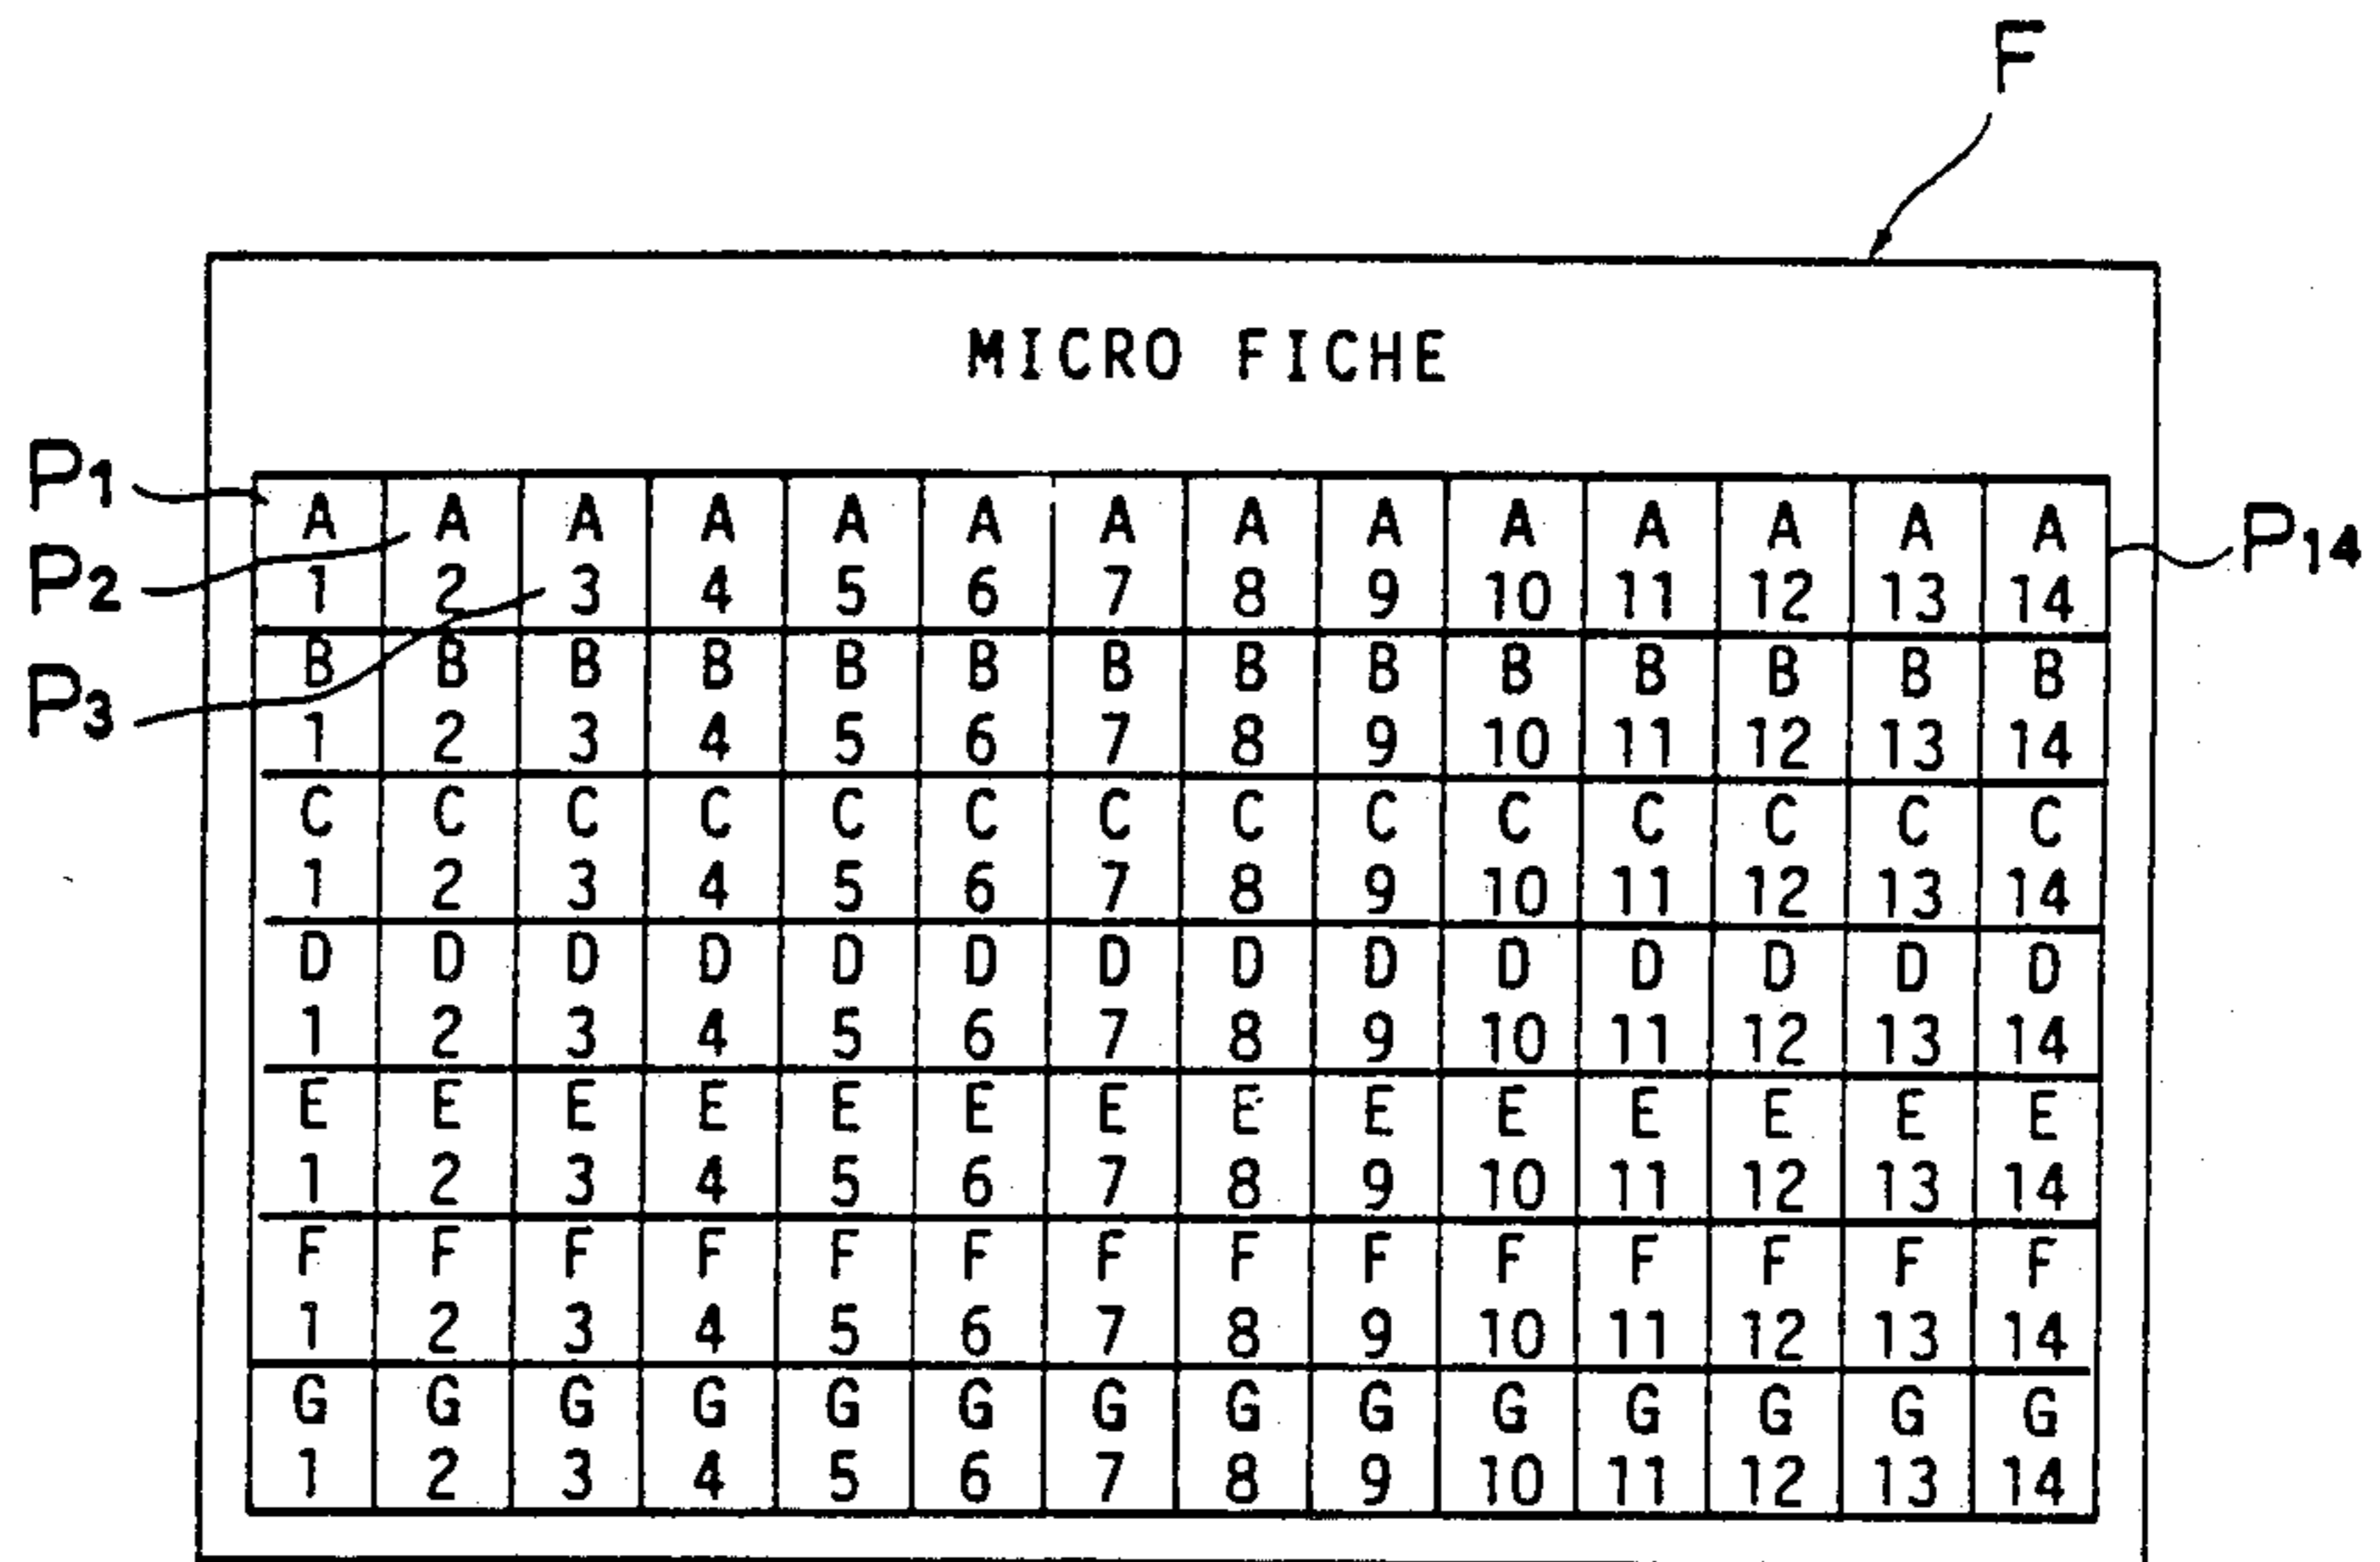 F
MICRO FICHE
P1
P2
P3
P14
A A A A A A A A A A A A A A
1 2 3 4 5 6 7 8 9 10 11 12 13 14
B B B B B B B B B B B B B B
1 2 3 4 5 6 7 8 9 10 11 12 13 14
C C C C C C C C C C C C C C
1 2 3 4 5 6 7 8 9 10 11 12 13 14
D D D D D D D D D D D D D D
1 2 3 4 5 6 7 8 9 10 11 12 13 14
E E E E E E E E E E E E E E
1 2 3 4 5 6 7 8 9 10 11 12 13 14
F F F F F F F F F F F F F F
1 2 3 4 5 6 7 8 9 10 11 12 13 14
G G G G G G G G G G G G G G
1 2 3 4 5 6 7 8 9 10 11 12 13 14